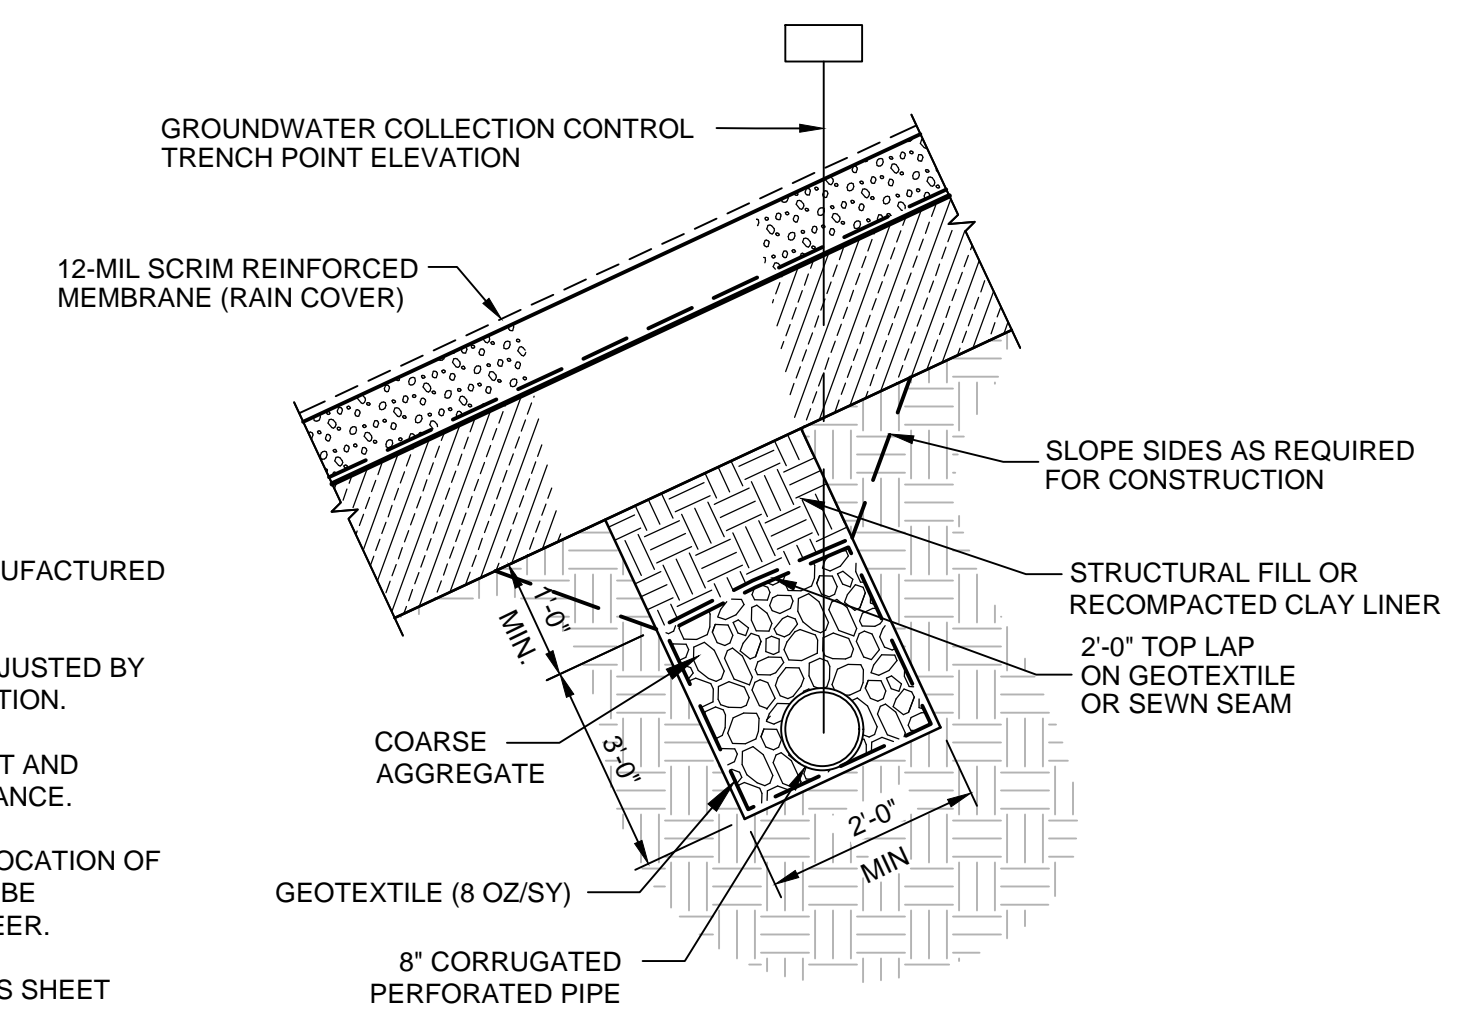 GROUNDWATER COLLECTION CONTROL
TRENCH POINT ELEVATION
12-MIL SCRIM REINFORCED
MEMBRANE (RAIN COVER)
SLOPE SIDES AS REQUIRED
FOR CONSTRUCTION
STRUCTURAL FILL OR
RECOMPACTED CLAY LINER
2'-0" TOP LAP
ON GEOTEXTILE
OR SEWN SEAM
1'-0"
MIN.
3'-0"
2'-0"
MIN
COARSE
AGGREGATE
GEOTEXTILE (8 OZ/SY)
8" CORRUGATED
PERFORATED PIPE
UFACTURED
JUSTED BY
TION.
T AND
ANCE.
OCATION OF
BE
EER.
S SHEET